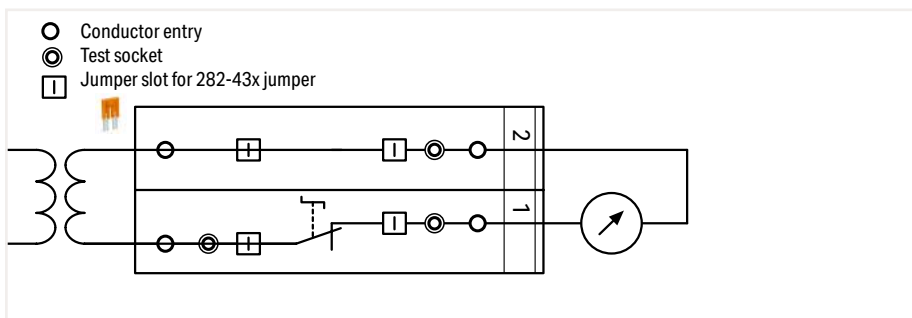 Conductor entry
Test socket
Jumper slot for 282-43x jumper
2
1